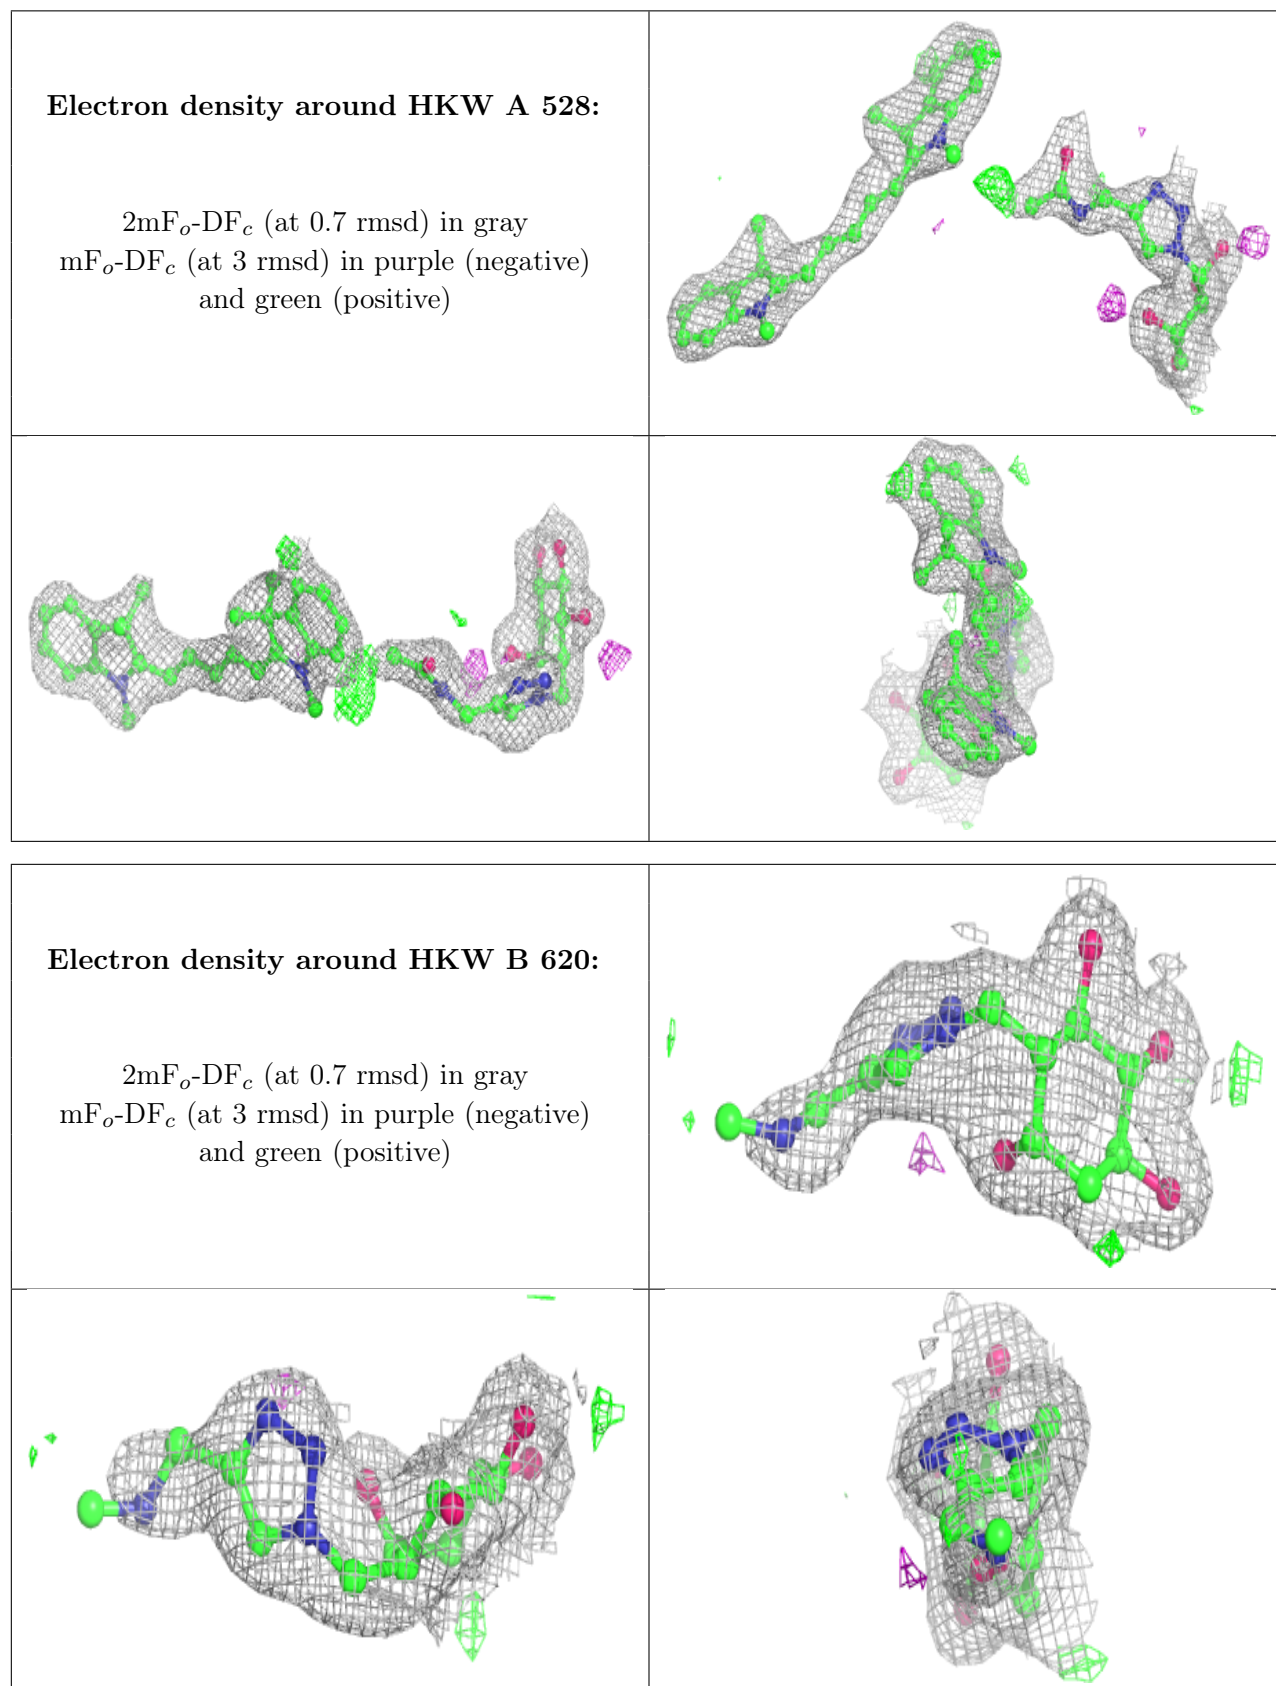 Electron density around HKW A 528:
2mFo-DFc (at 0.7 rmsd) in gray
mFo-DFc (at 3 rmsd) in purple (negative)
and green (positive)
Electron density around HKW B 620:
2mFo-DFc (at 0.7 rmsd) in gray
mFo-DFc (at 3 rmsd) in purple (negative)
and green (positive)